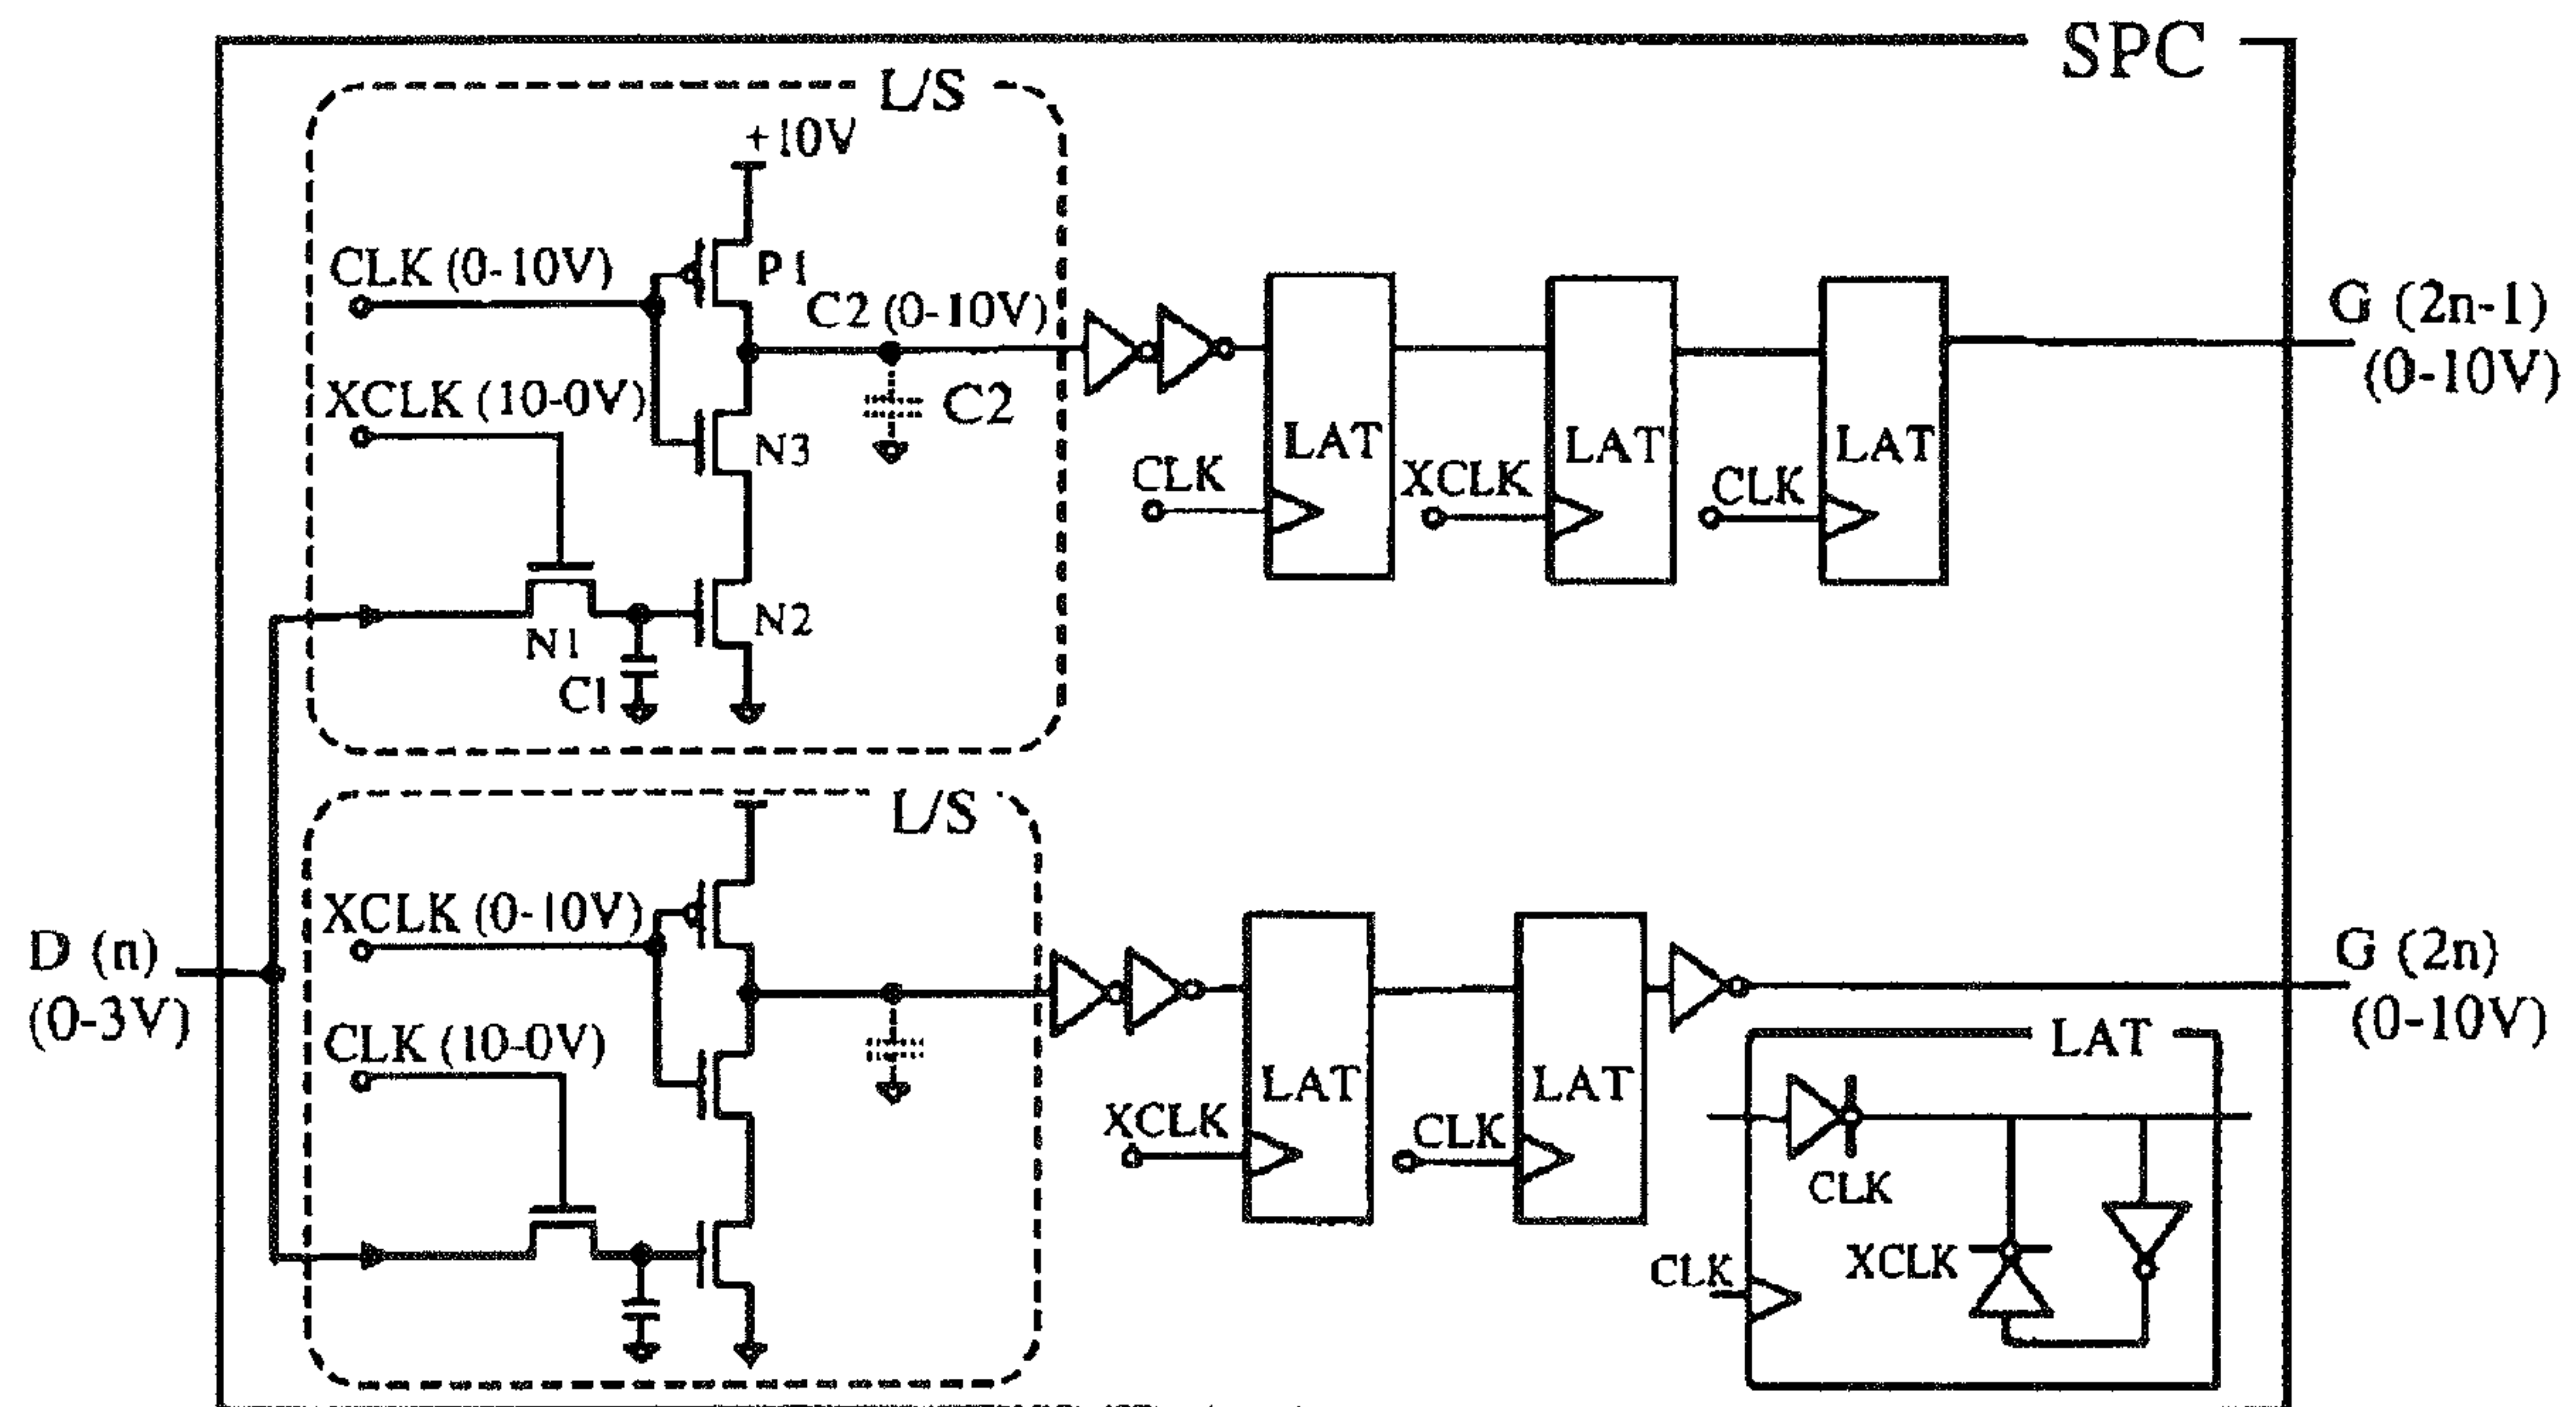 SPC
L/S
+10V
CLK (0-10V)
P1
C2 (0-10V)
XCLK (10-0V)
C2
N3
N1
N2
C1
LAT
LAT
LAT
CLK
XCLK
CLK
G (2n-1)
(0-10V)
L/S
XCLK (0-10V)
CLK (10-0V)
D (n)
(0-3V)
LAT
LAT
XCLK
CLK
G (2n)
(0-10V)
LAT
CLK
XCLK
CLK